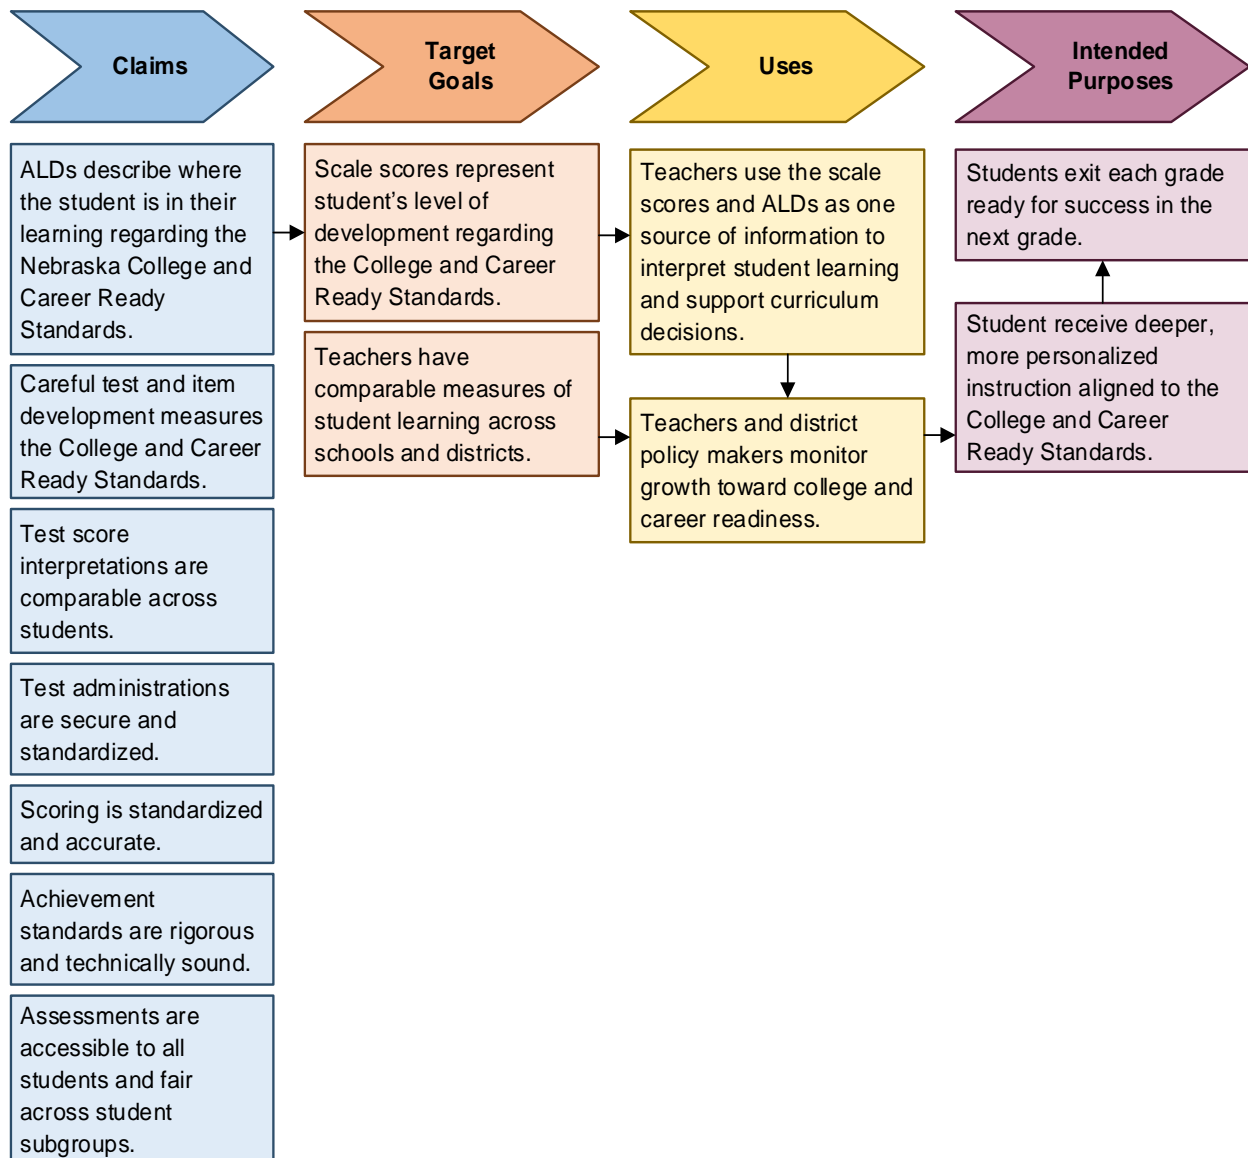 Claims
Target
Goals
Uses
Intended
Purposes
ALDs describe where
the student is in their
learning regarding the
Nebraska College and
Career Ready
Standards.
Careful test and item
development measures
the College and Career
Ready Standards.
Test score
interpretations are
comparable across
students.
Test administrations
are secure and
standardized.
Scoring is standardized
and accurate.
Achievement
standards are rigorous
and technically sound.
Assessments are
accessible to all
students and fair
across student
subgroups.
Scale scores represent
student’s level of
development regarding
the College and Career
Ready Standards.
Teachers have
comparable measures of
student learning across
schools and districts.
Teachers use the scale
scores and ALDs as one
source of information to
interpret student learning
and support curriculum
decisions.
Teachers and district
policy makers monitor
growth toward college and
career readiness.
Students exit each grade
ready for success in the
next grade.
Student receive deeper,
more personalized
instruction aligned to the
College and Career
Ready Standards.